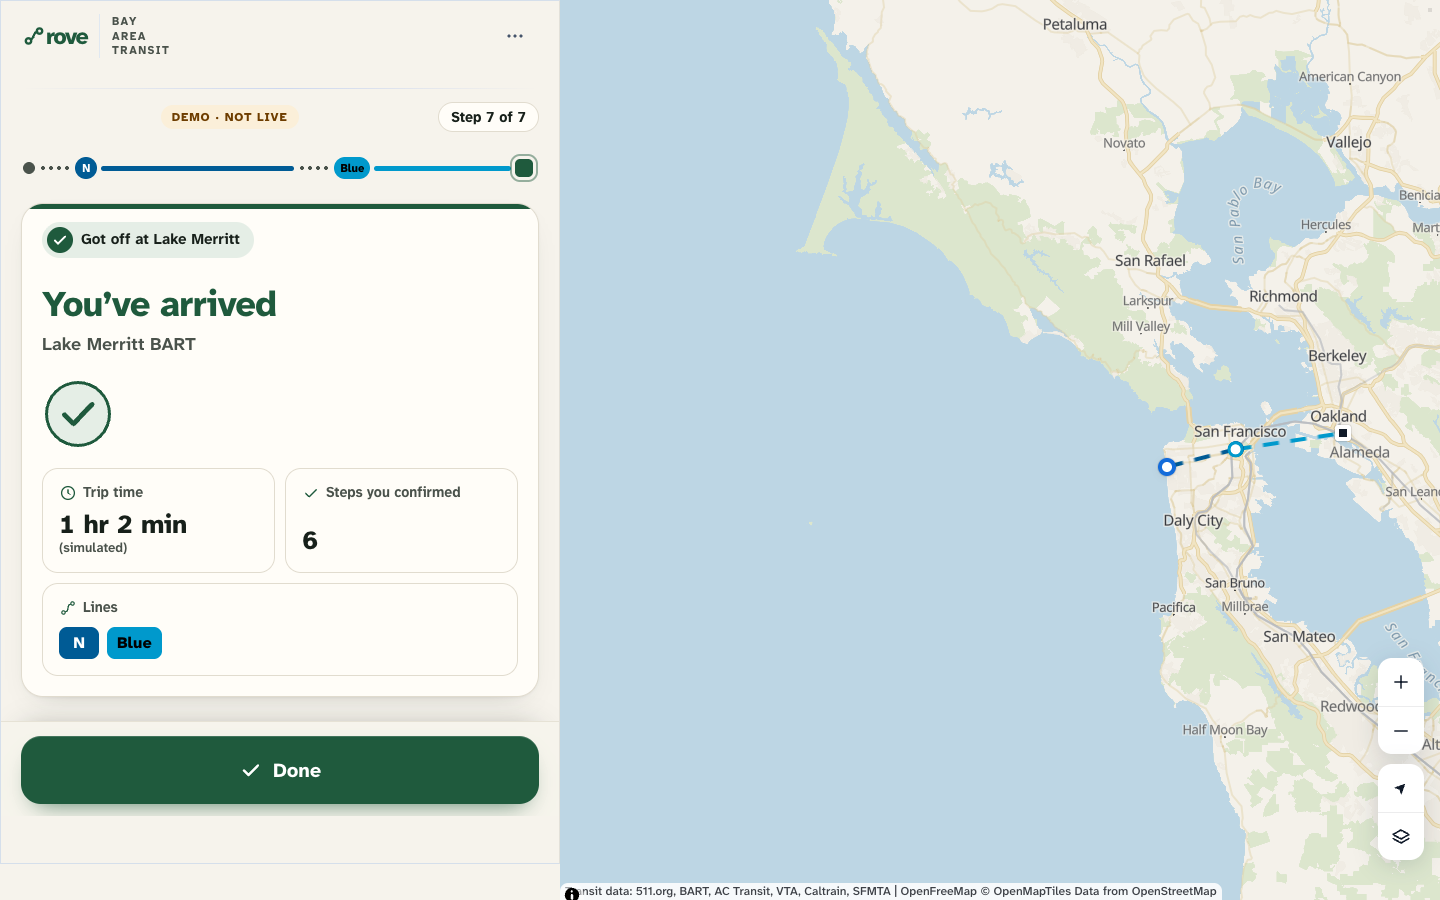 rove
BAY
AREA
TRANSIT
DEMO · NOT LIVE
Step 7 of 7
N
Blue
Got off at Lake Merritt
You’ve arrived
Lake Merritt BART
Trip time
1 hr 2 min
(simulated)
Steps you confirmed
6
Lines
N
Blue
Done
Petaluma
American Canyon
Novato
Vallejo
San Pablo Bay
Benicia
Hercules
Mart
San Rafael
Larkspur
Richmond
Mill Valley
Berkeley
Oakland
San Francisco
Alameda
San Lean
Daly City
San Bruno
Pacifica
Millbrae
San Mateo
San F
Redwood
Half Moon Bay
Alt
nsit data: 511.org, BART, AC Transit, VTA, Caltrain, SFMTA | OpenFreeMap © OpenMapTiles Data from OpenStreetMap